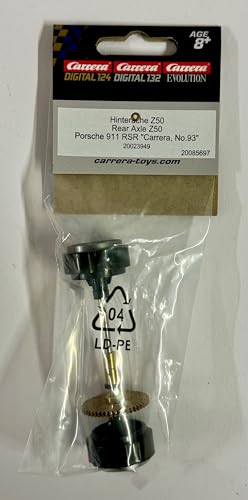 AGE
8+
Carrera Carrera Carrera
DIGITAL 124 DIGITAL 132 EVOLUTION
Hinterachse Z50
Rear Axle Z50
Porsche 911 RSR "Carrera, No.93"
20023949
20085697
carrera-toys.com
04
LD-PE